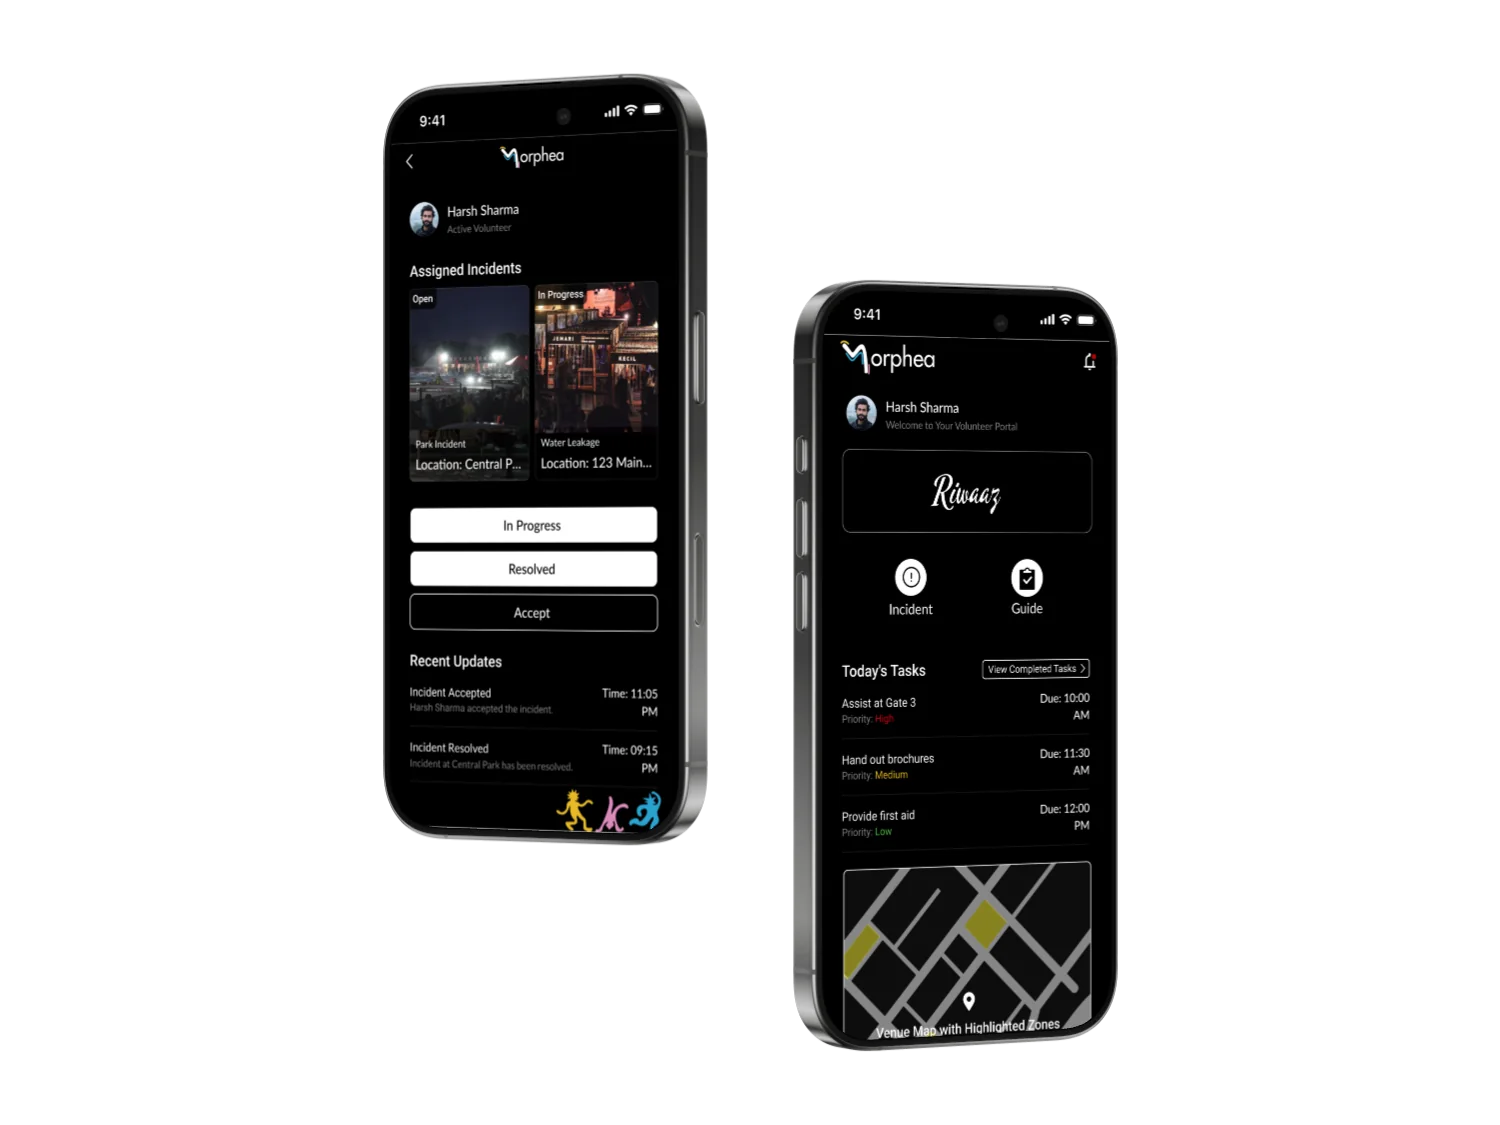 9:41
Morphea
Harsh Sharma
Active Volunteer
Assigned Incidents
Open
In Progress
JEMARI
KECIL
Park Incident
Location: Central P...
Water Leakage
Location: 123 Main...
In Progress
Resolved
Accept
Recent Updates
Incident Accepted
Time: 11:05
PM
Harsh Sharma accepted the incident.
Incident Resolved
Time: 09:15
PM
Incident at Central Park has been resolved.
9:41
Morphea
Harsh Sharma
Welcome to Your Volunteer Portal
Riwaaz
Incident
Guide
Today's Tasks
View Completed Tasks
Assist at Gate 3
Due: 10:00
AM
Priority: High
Hand out brochures
Due: 11:30
AM
Priority: Medium
Provide first aid
Due: 12:00
PM
Priority: Low
Venue Map with Highlighted Zones